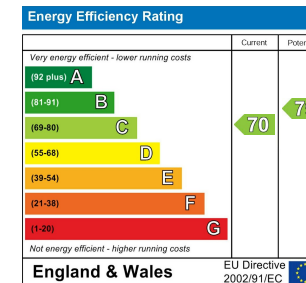 Energy Efficiency Rating
Current
Very energy efficient - lower running costs
(92 plus) A
(81-91) B
(69-80) C
(55-68) D
(39-54) E
(21-38) F
(1-20) G
70
Not energy efficient - higher running costs
England & Wales
EU Directive
2002/91/EC